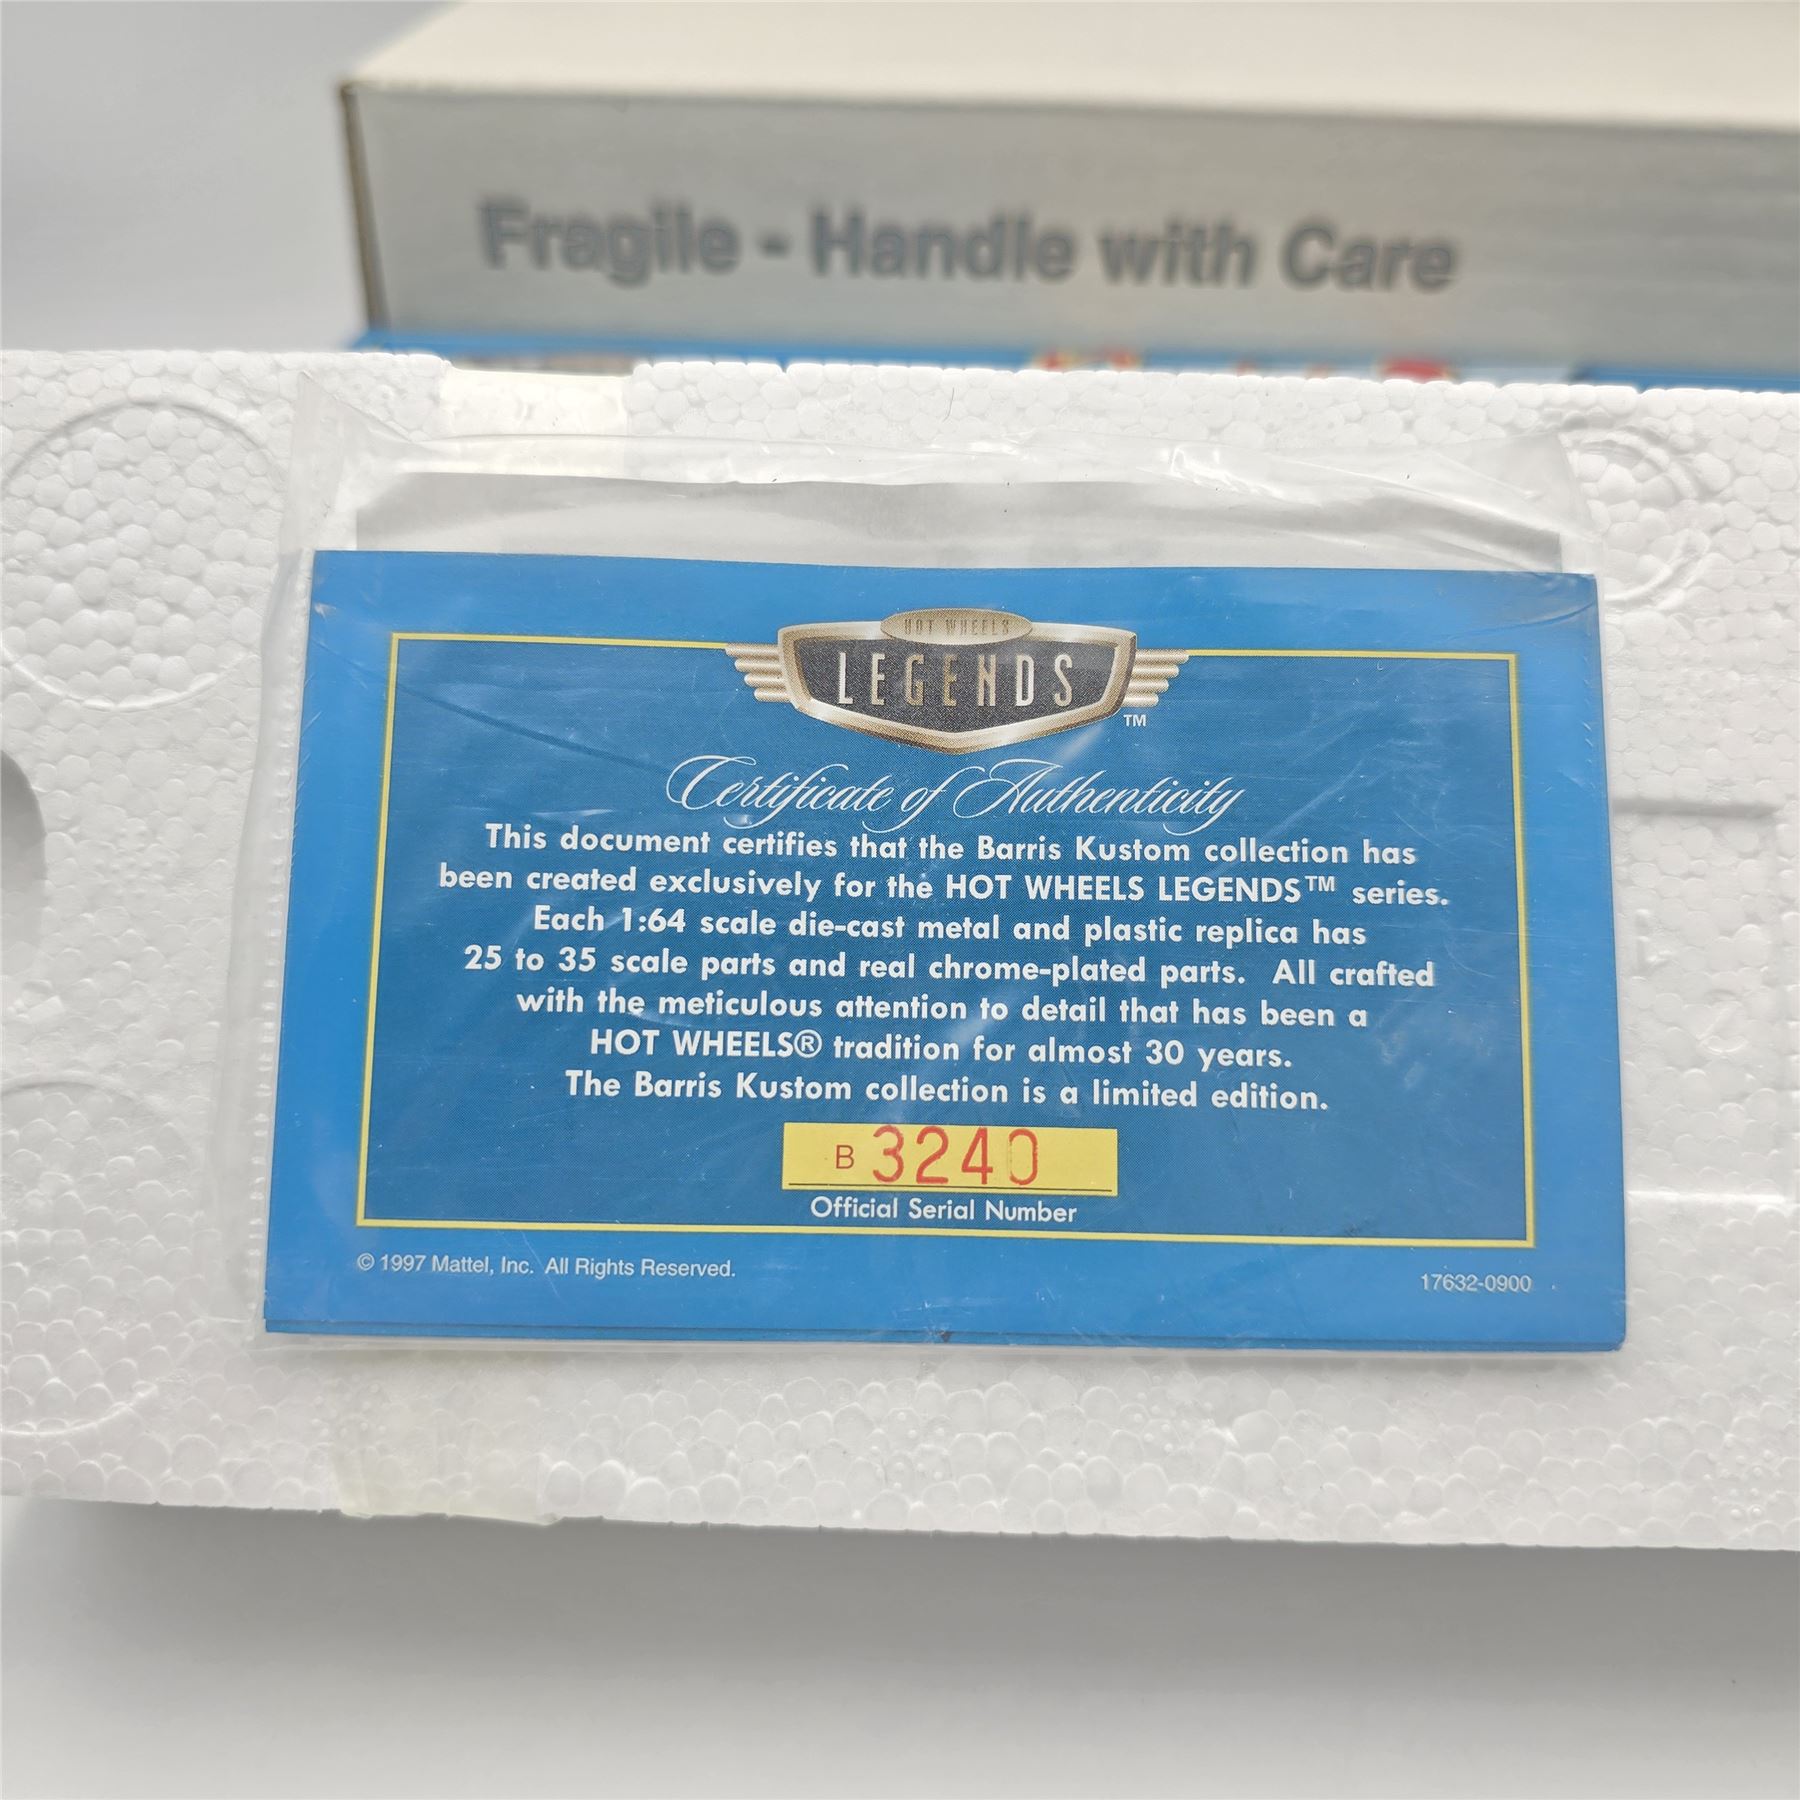 Fragile - Handle with Care
HOT WHEELS
LEGENDS
TM
Certificate of Authenticity
This document certifies that the Barris Kustom collection has
been created exclusively for the HOT WHEELS LEGENDS™ series.
Each 1:64 scale die-cast metal and plastic replica has
25 to 35 scale parts and real chrome-plated parts. All crafted
with the meticulous attention to detail that has been a
HOT WHEELS® tradition for almost 30 years.
The Barris Kustom collection is a limited edition.
B 3240
Official Serial Number
© 1997 Mattel, Inc. All Rights Reserved.
17632-0900